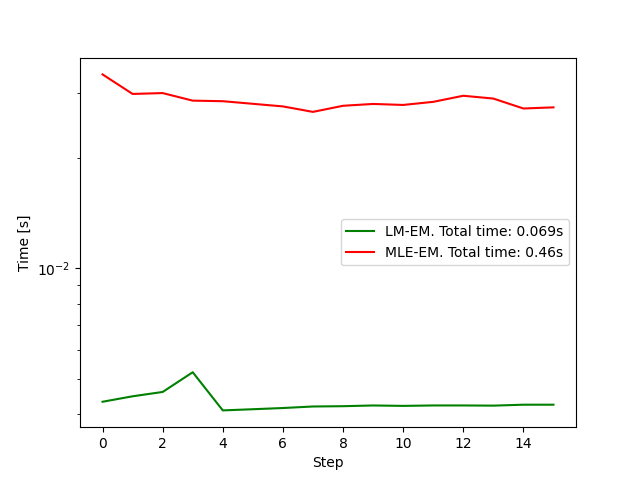 Time [s]
10⁻²
LM-EM. Total time: 0.069s
MLE-EM. Total time: 0.46s
0 2 4 6 8 10 12 14
Step